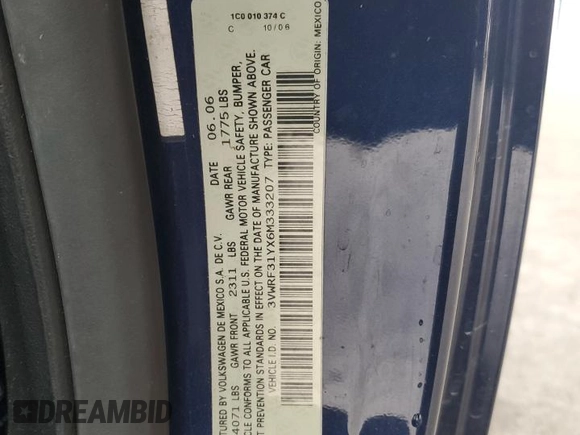 1C0 010 374 C
C 10/06
TURED BY VOLKSWAGEN DE MEXICO S.A. DE C.V. DATE 06.06
4071 LBS GAWR FRONT 2311 LBS GAWR REAR 1775 LBS
CLE CONFORMS TO ALL APPLICABLE U.S. FEDERAL MOTOR VEHICLE SAFETY, BUMPER,
T PREVENTION STANDARDS IN EFFECT ON THE DATE OF MANUFACTURE SHOWN ABOVE.
VEHICLE I.D. NO. 3VWRF31YX6M333207 TYPE: PASSENGER CAR
COUNTRY OF ORIGIN: MEXICO
DREAMBID